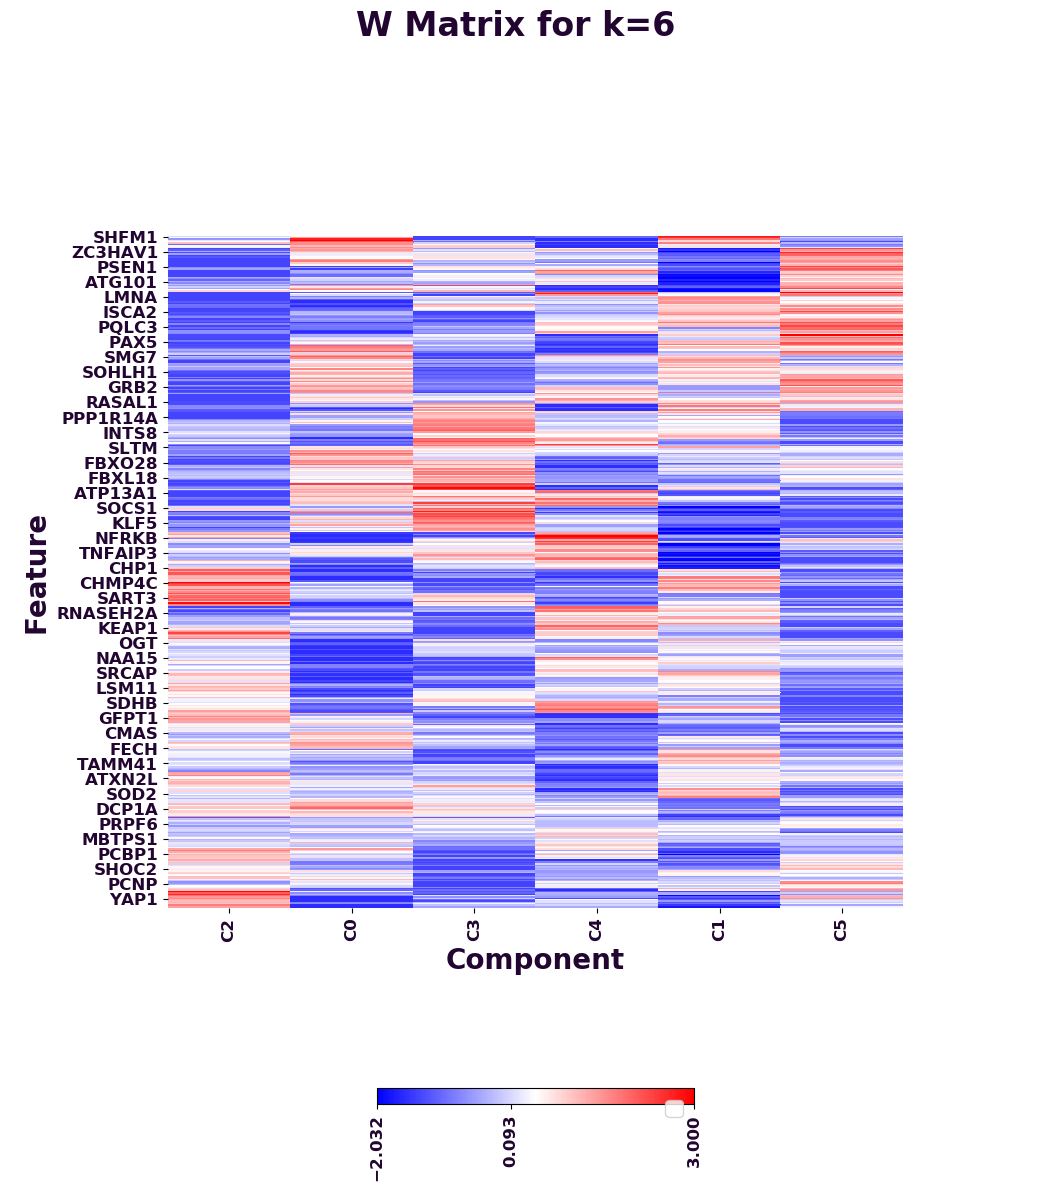 W Matrix for k=6
Feature
SHFM1
ZC3HAV1
PSEN1
ATG101
LMNA
ISCA2
PQLC3
PAX5
SMG7
SOHLH1
GRB2
RASAL1
PPP1R14A
INTS8
SLTM
FBXO28
FBXL18
ATP13A1
SOCS1
KLF5
NFRKB
TNFAIP3
CHP1
CHMP4C
SART3
RNASEH2A
KEAP1
OGT
NAA15
SRCAP
LSM11
SDHB
GFPT1
CMAS
FECH
TAMM41
ATXN2L
SOD2
DCP1A
PRPF6
MBTPS1
PCBP1
SHOC2
PCNP
YAP1
C2 C0 C3 C4 C1 C5
Component
−2.032 0.093 3.000